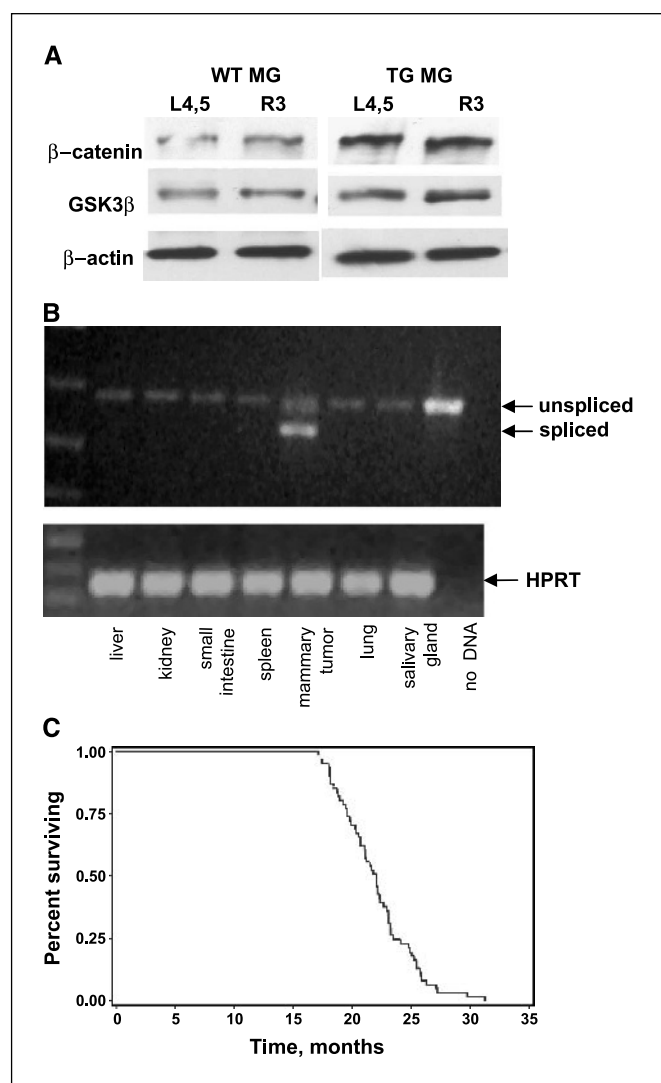 A
WT MG
TG MG
L4,5
R3
L4,5
R3
β–catenin
GSK3β
β–actin
B
unspliced
spliced
HPRT
liver
kidney
small
intestine
spleen
mammary
tumor
lung
salivary
gland
no DNA
C
Percent surviving
1.00
0.75
0.50
0.25
0.00
0
5
10
15
20
25
30
35
Time, months